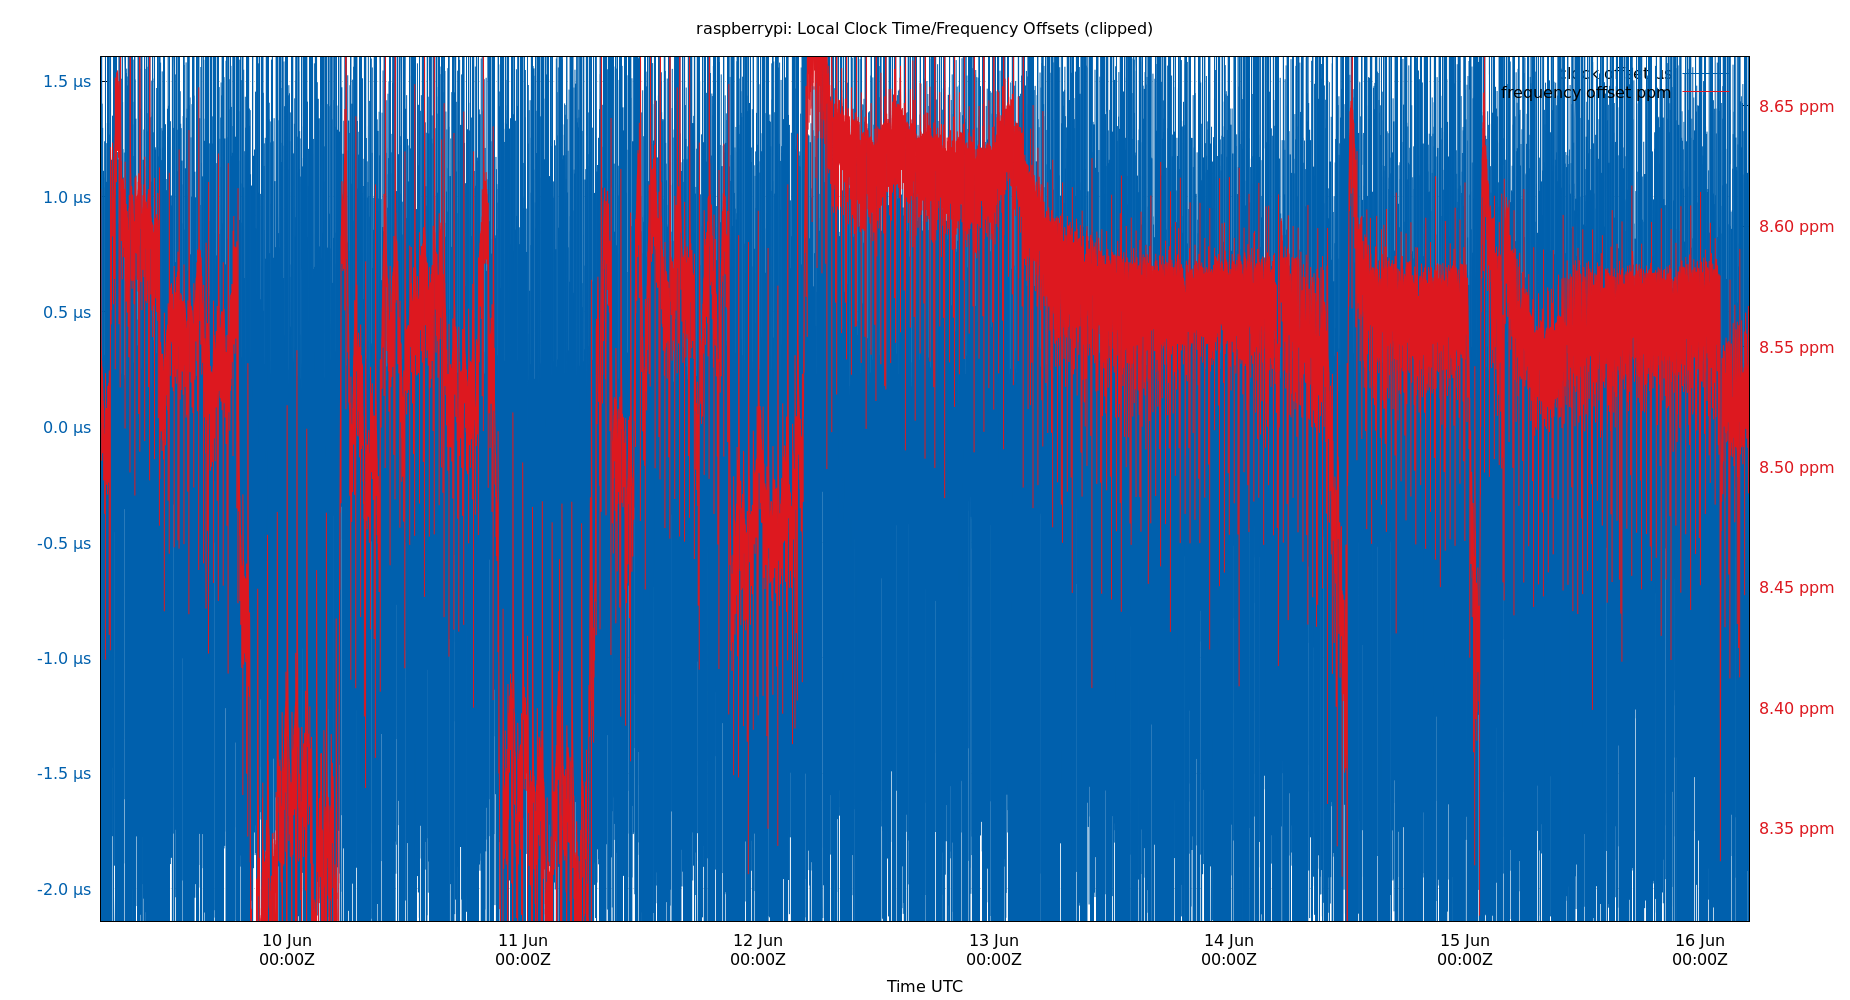 raspberrypi: Local Clock Time/Frequency Offsets (clipped)
clock offset μs
frequency offset ppm
1.5 μs
1.0 μs
0.5 μs
0.0 μs
-0.5 μs
-1.0 μs
-1.5 μs
-2.0 μs
8.65 ppm
8.60 ppm
8.55 ppm
8.50 ppm
8.45 ppm
8.40 ppm
8.35 ppm
10 Jun 11 Jun 12 Jun 13 Jun 14 Jun 15 Jun 16 Jun
00:00Z 00:00Z 00:00Z 00:00Z 00:00Z 00:00Z 00:00Z
Time UTC